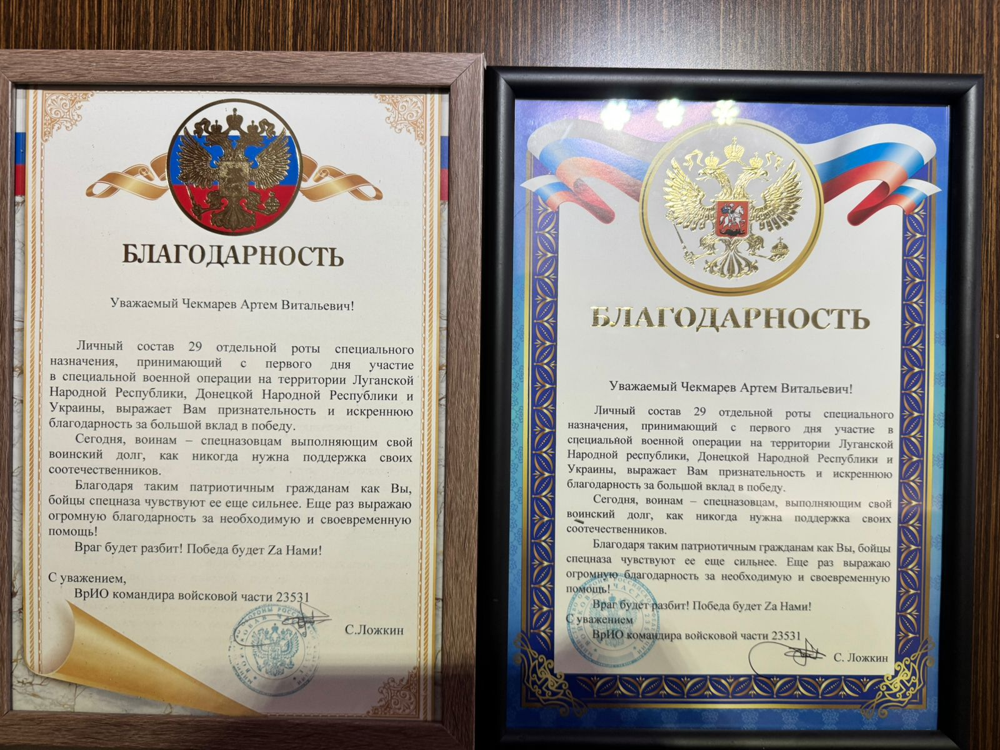 БЛАГОДАРНОСТЬ
Уважаемый Чекмарев Артем Витальевич!
Личный состав 29 отдельной роты специального
назначения, принимающий с первого дня участие
в специальной военной операции на территории Луганской
Народной Республики, Донецкой Народной Республики и
Украины, выражает Вам признательность и искреннюю
благодарность за большой вклад в победу.
Сегодня, воинам – спецназовцам выполняющим свой
воинский долг, как никогда нужна поддержка своих
соотечественников.
Благодаря таким патриотичным гражданам как Вы,
бойцы спецназа чувствуют ее еще сильнее. Еще раз выражаю
огромную благодарность за необходимую и своевременную
помощь!
Враг будет разбит! Победа будет Zа Нами!
С уважением,
ВрИО командира войсковой части 23531
С.Ложкин
БЛАГОДАРНОСТЬ
Уважаемый Чекмарев Артем Витальевич!
Личный состав 29 отдельной роты специального
назначения, принимающий с первого дня участие в
специальной военной операции на территории Луганской
Народной республики, Донецкой Народной Республики и
Украины, выражает Вам признательность и искреннюю
благодарность за большой вклад в победу.
Сегодня, воинам – спецназовцам, выполняющим свой
воинский долг, как никогда нужна поддержка своих
соотечественников.
Благодаря таким патриотичным гражданам как Вы, бойцы
спецназа чувствуют ее еще сильнее. Еще раз выражаю
огромную благодарность за необходимую и своевременную
помощь!
Враг будет разбит! Победа будет Zа Нами!
С уважением
ВрИО командира войсковой части 23531
С. Ложкин